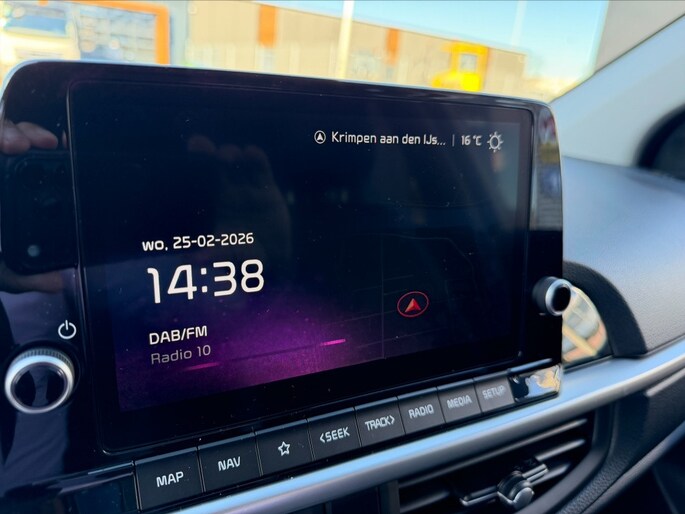 Krimpen aan den IJs... | 16 °C
wo, 25-02-2026
14:38
DAB/FM
Radio 10
MAP
NAV
<SEEK
TRACK>
RADIO
MEDIA
SETUP